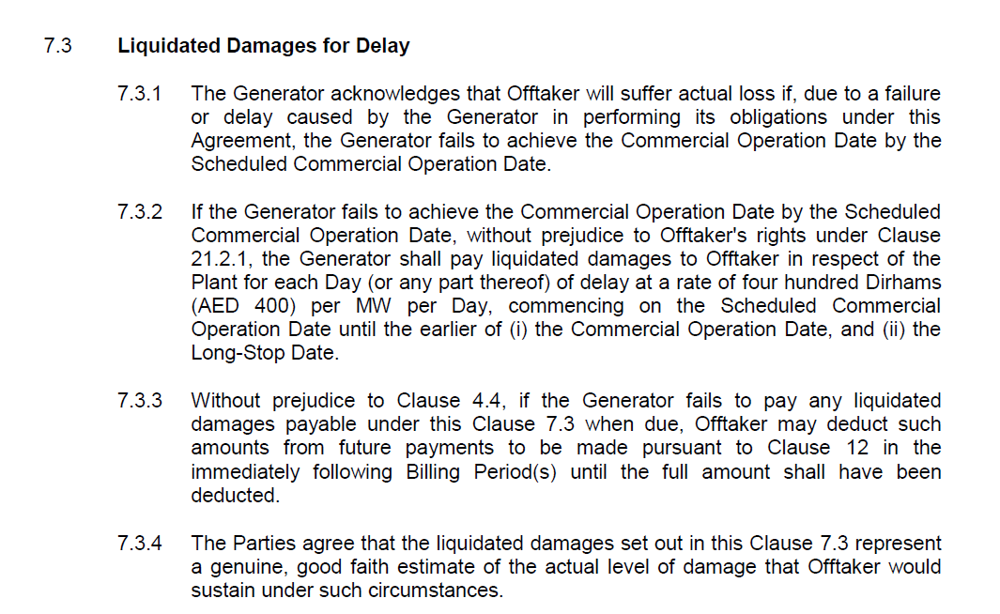 7.3 Liquidated Damages for Delay
7.3.1 The Generator acknowledges that Offtaker will suffer actual loss if, due to a failure
or delay caused by the Generator in performing its obligations under this
Agreement, the Generator fails to achieve the Commercial Operation Date by the
Scheduled Commercial Operation Date.
7.3.2 If the Generator fails to achieve the Commercial Operation Date by the Scheduled
Commercial Operation Date, without prejudice to Offtaker's rights under Clause
21.2.1, the Generator shall pay liquidated damages to Offtaker in respect of the
Plant for each Day (or any part thereof) of delay at a rate of four hundred Dirhams
(AED 400) per MW per Day, commencing on the Scheduled Commercial
Operation Date until the earlier of (i) the Commercial Operation Date, and (ii) the
Long-Stop Date.
7.3.3 Without prejudice to Clause 4.4, if the Generator fails to pay any liquidated
damages payable under this Clause 7.3 when due, Offtaker may deduct such
amounts from future payments to be made pursuant to Clause 12 in the
immediately following Billing Period(s) until the full amount shall have been
deducted.
7.3.4 The Parties agree that the liquidated damages set out in this Clause 7.3 represent
a genuine, good faith estimate of the actual level of damage that Offtaker would
sustain under such circumstances.